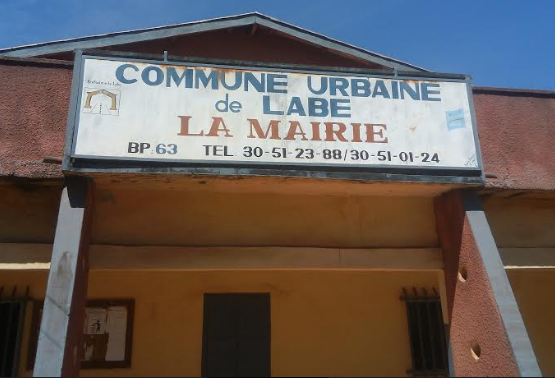 COMMUNE URBAINE
de LABE
LA MAIRIE
BP.63 TEL 30-51-23-88/30-51-01-24